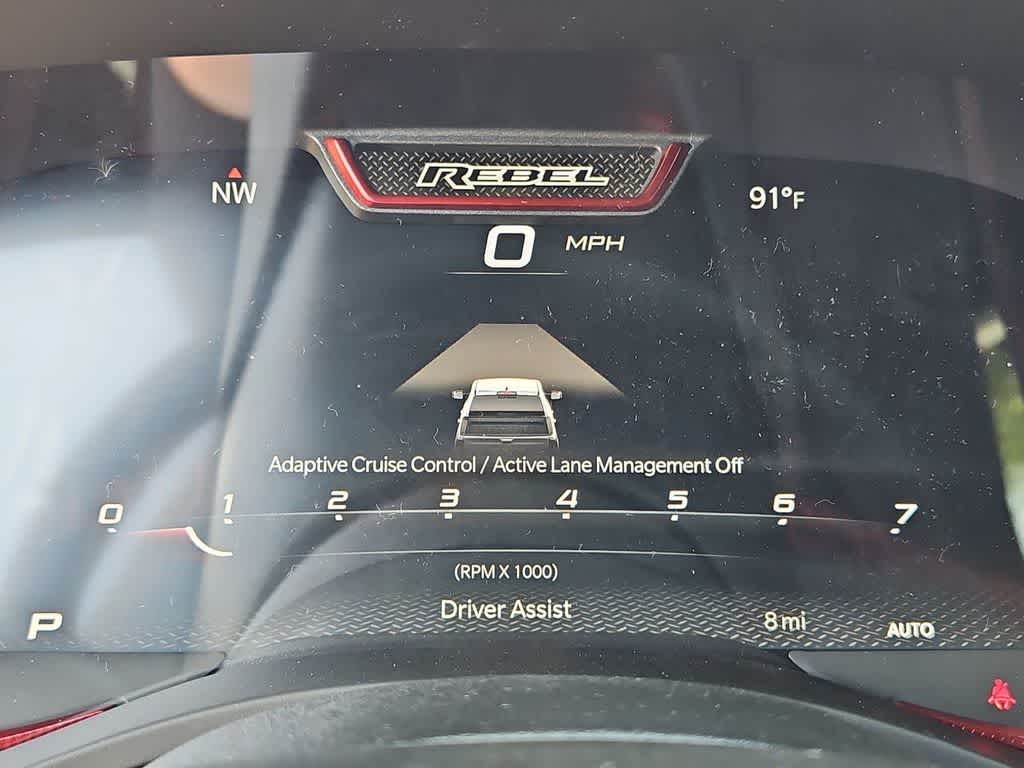 REBEL
NW
91°F
0 MPH
Adaptive Cruise Control / Active Lane Management Off
0 1 2 3 4 5 6 7
(RPM X 1000)
Driver Assist
P
8 mi
AUTO